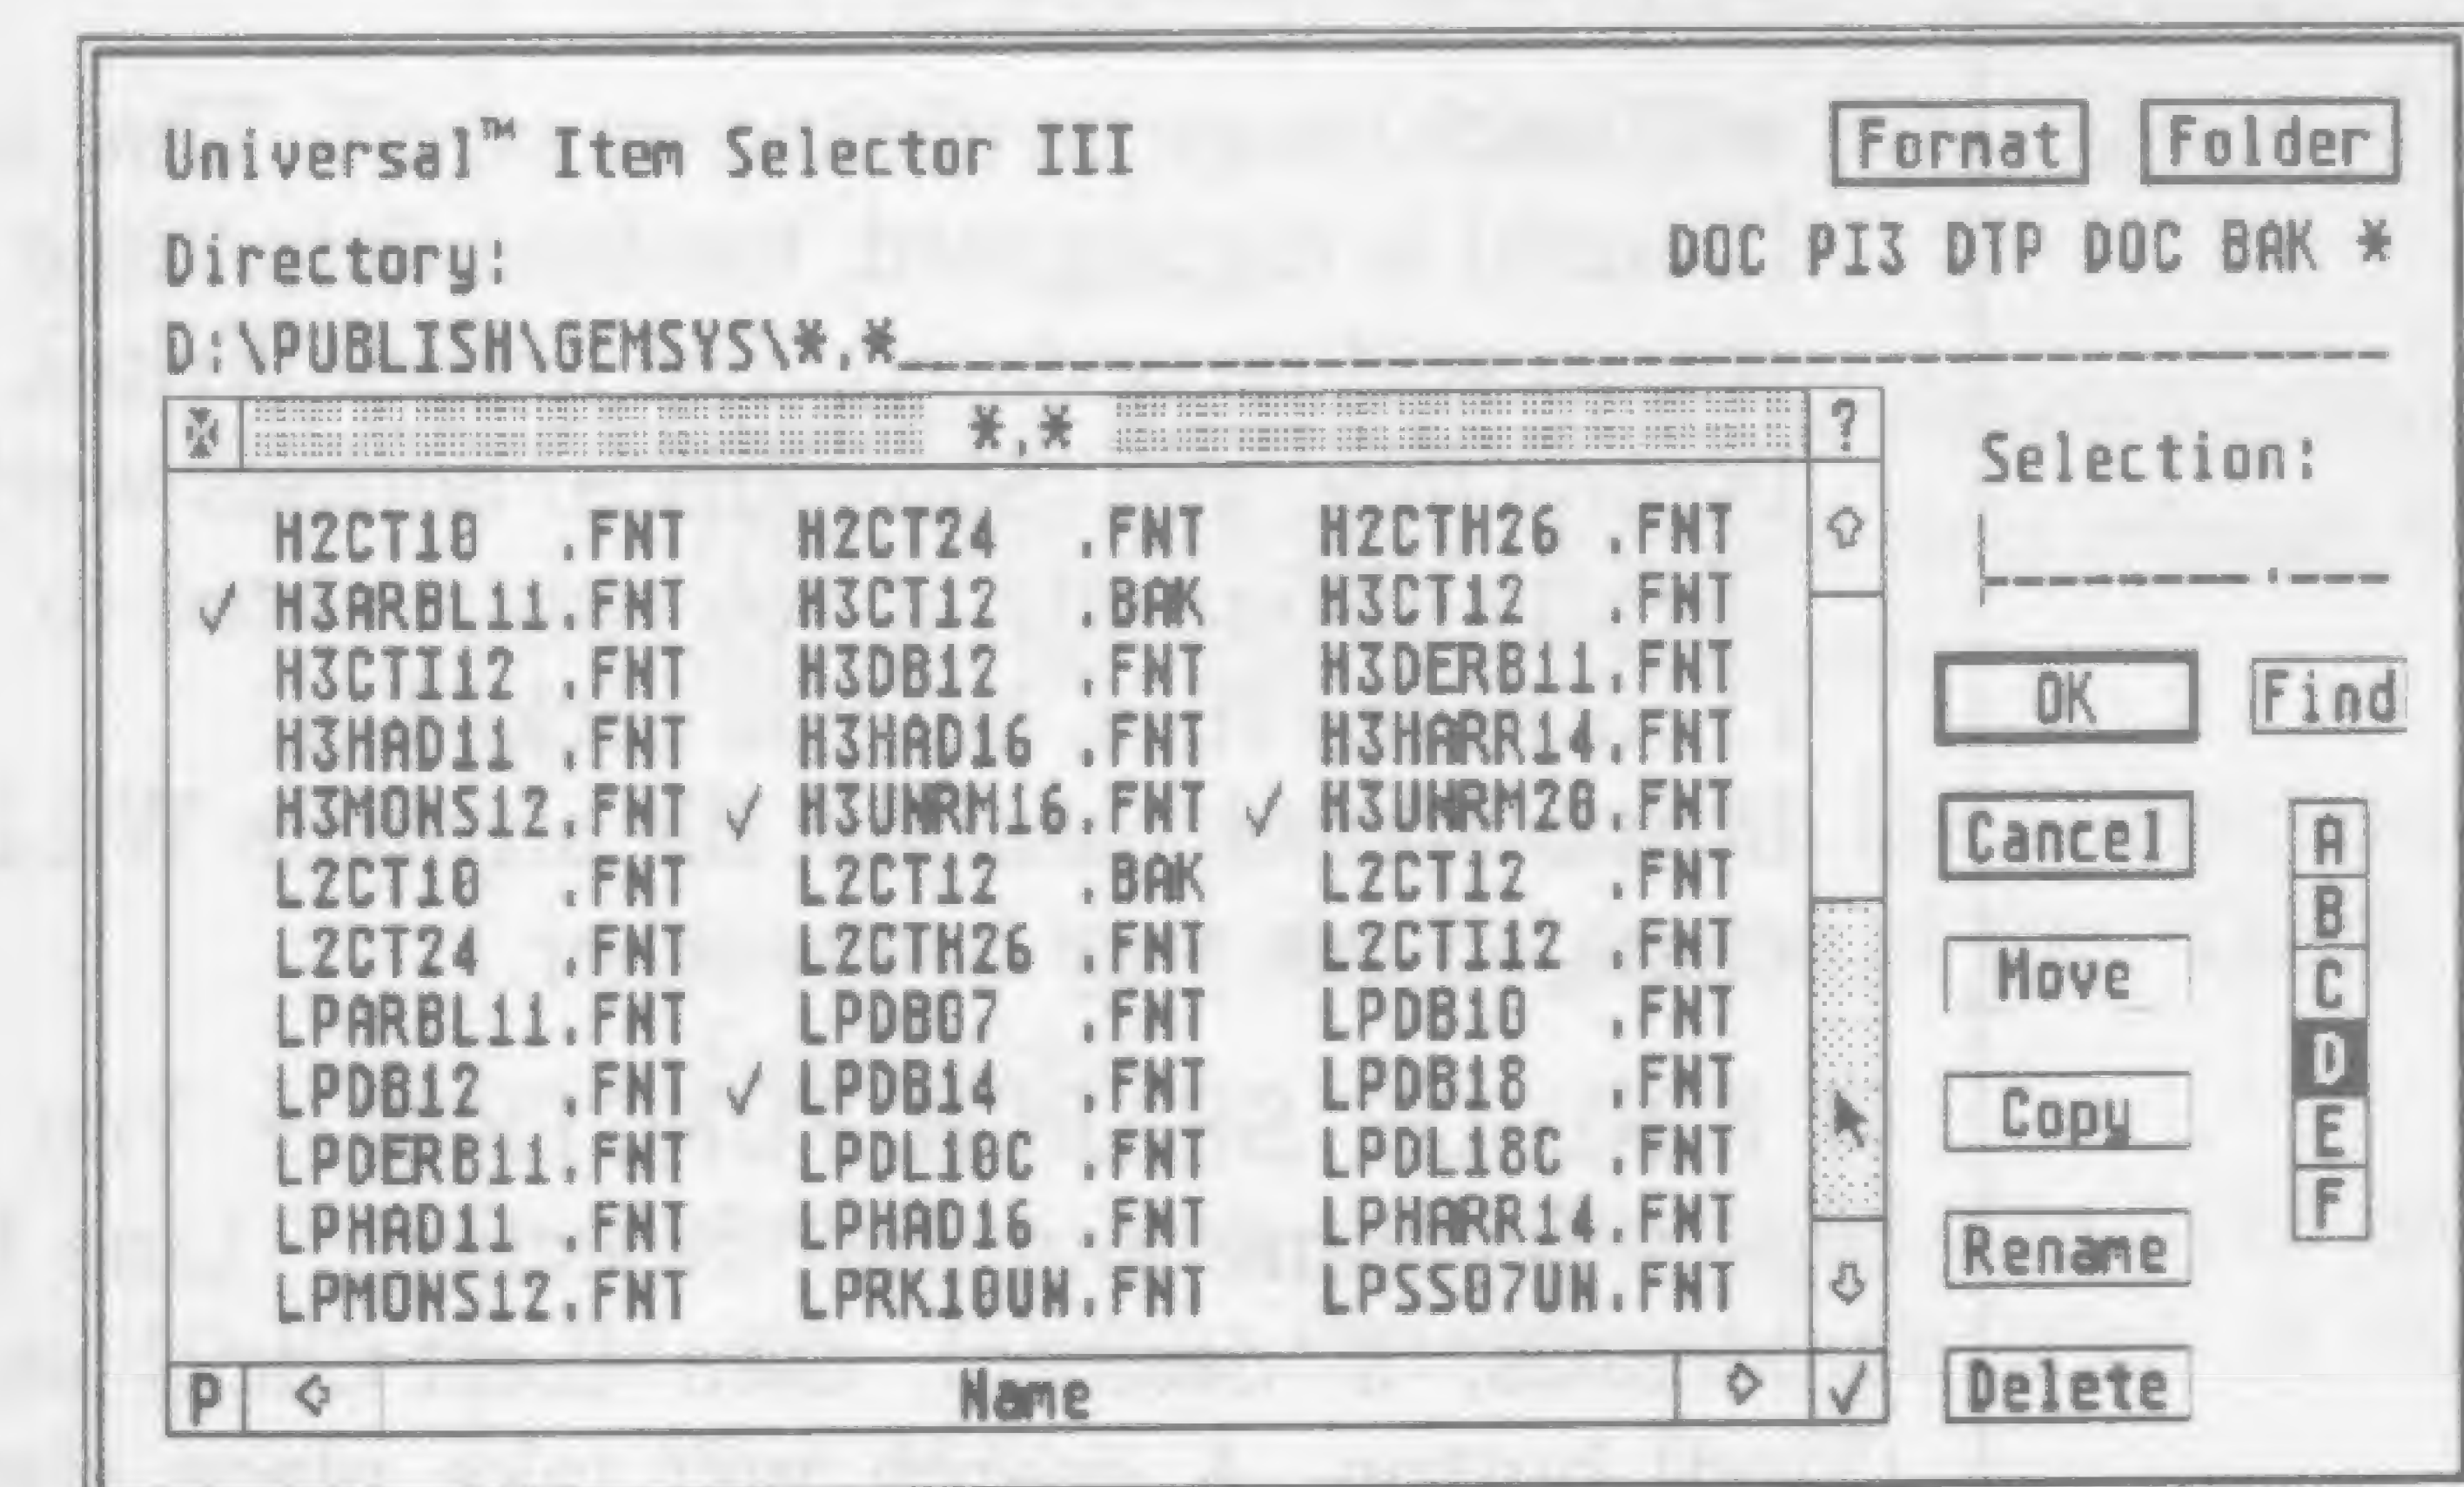 Universal™ Item Selector III Format Folder
Directory: DOC PI3 DTP DOC BAK *
D:\PUBLISH\GEMSYS\*.*
*.* ?
Selection:
H2CT10 .FNT H2CT24 .FNT H2CTH26 .FNT
✓ H3ARBL11.FNT H3CT12 .BAK H3CT12 .FNT
H3CTI12 .FNT H3DB12 .FNT H3DERB11.FNT
H3HAD11 .FNT H3HAD16 .FNT H3HARR14.FNT
H3MONS12.FNT ✓ H3UNRM16.FNT ✓ H3UNRM20.FNT
L2CT10 .FNT L2CT12 .BAK L2CT12 .FNT
L2CT24 .FNT L2CTH26 .FNT L2CTI12 .FNT
LPARBL11.FNT LPDB07 .FNT LPDB10 .FNT
LPDB12 .FNT ✓ LPDB14 .FNT LPDB18 .FNT
LPDERB11.FNT LPDL10C .FNT LPDL18C .FNT
LPHAD11 .FNT LPHAD16 .FNT LPHARR14.FNT
LPMONS12.FNT LPRK10UN.FNT LPSS07UN.FNT
P Name ✓
OK Find
Cancel
Move
Copy
Rename
Delete
A
B
C
D
E
F